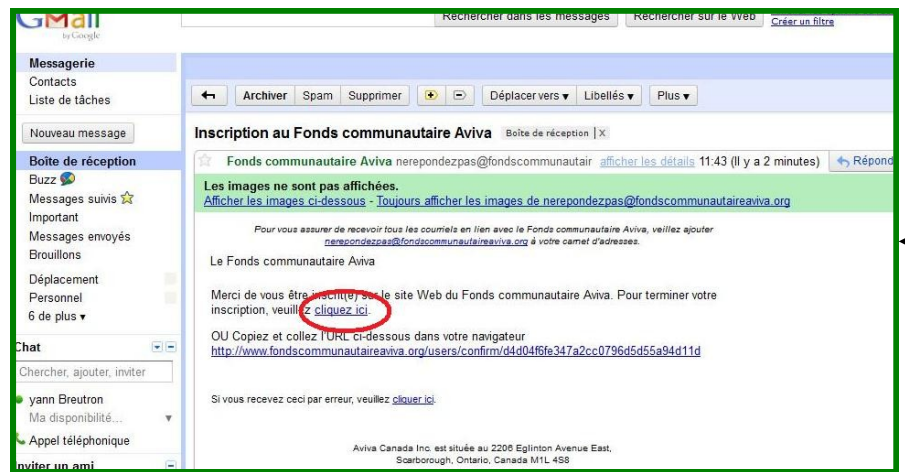 GMail
by Google
Rechercher dans les messages Rechercher sur le Web
Créer un filtre
Messagerie
Contacts
Liste de tâches
Nouveau message
Boîte de réception
Buzz
Messages suivis
Important
Messages envoyés
Brouillons
Déplacement
Personnel
6 de plus ▾
Chat
Chercher, ajouter, inviter
yann Breutron
Ma disponibilité...
Appel téléphonique
Inviter un ami
Archiver Spam Supprimer Déplacer vers ▾ Libellés ▾ Plus ▾
Inscription au Fonds communautaire Aviva Boîte de réception | X
Fonds communautaire Aviva nerepondezpas@fondscommunautair afficher les détails 11:43 (Il y a 2 minutes) Répond
Les images ne sont pas affichées.
Afficher les images ci-dessous - Toujours afficher les images de nerepondezpas@fondscommunautaireaviva.org
Pour vous assurer de recevoir tous les courriels en lien avec le Fonds communautaire Aviva, veillez ajouter
nerepondezpas@fondscommunautaireaviva.org à votre carnet d'adresses.
Le Fonds communautaire Aviva
Merci de vous être inscrit(e) sur le site Web du Fonds communautaire Aviva. Pour terminer votre
inscription, veuillez cliquez ici.
OU Copiez et collez l'URL ci-dessous dans votre navigateur
http://www.fondscommunautaireaviva.org/users/confirm/d4d04f6fe347a2cc0796d5d55a94d11d
Si vous recevez ceci par erreur, veuillez cliquer ici.
Aviva Canada Inc. est située au 2206 Eglinton Avenue East,
Scarborough, Ontario, Canada M1L 4S8